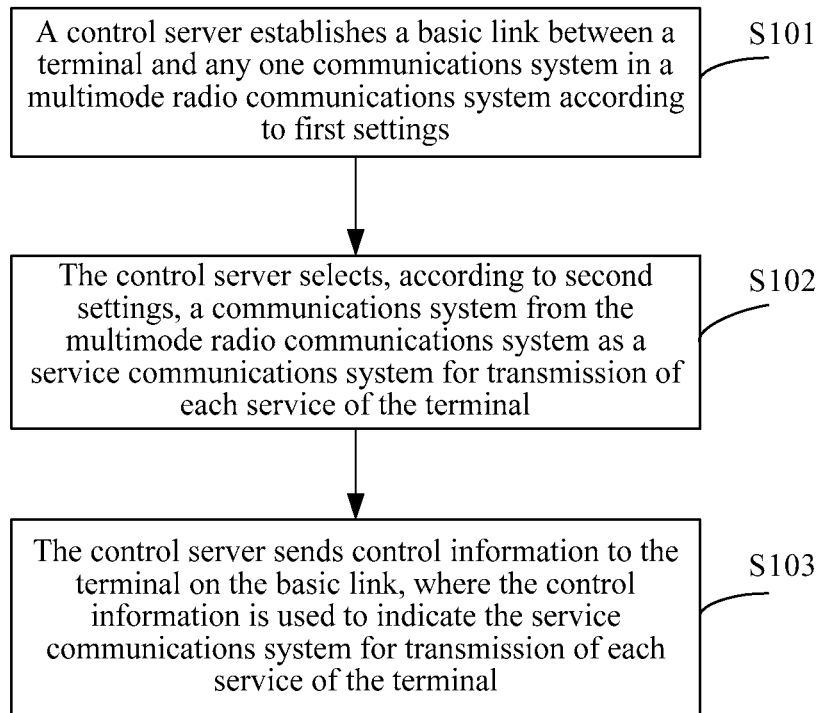 A control server establishes a basic link between a
terminal and any one communications system in a
multimode radio communications system according
to first settings
S101
The control server selects, according to second
settings, a communications system from the
multimode radio communications system as a
service communications system for transmission of
each service of the terminal
S102
The control server sends control information to the
terminal on the basic link, where the control
information is used to indicate the service
communications system for transmission of each
service of the terminal
S103